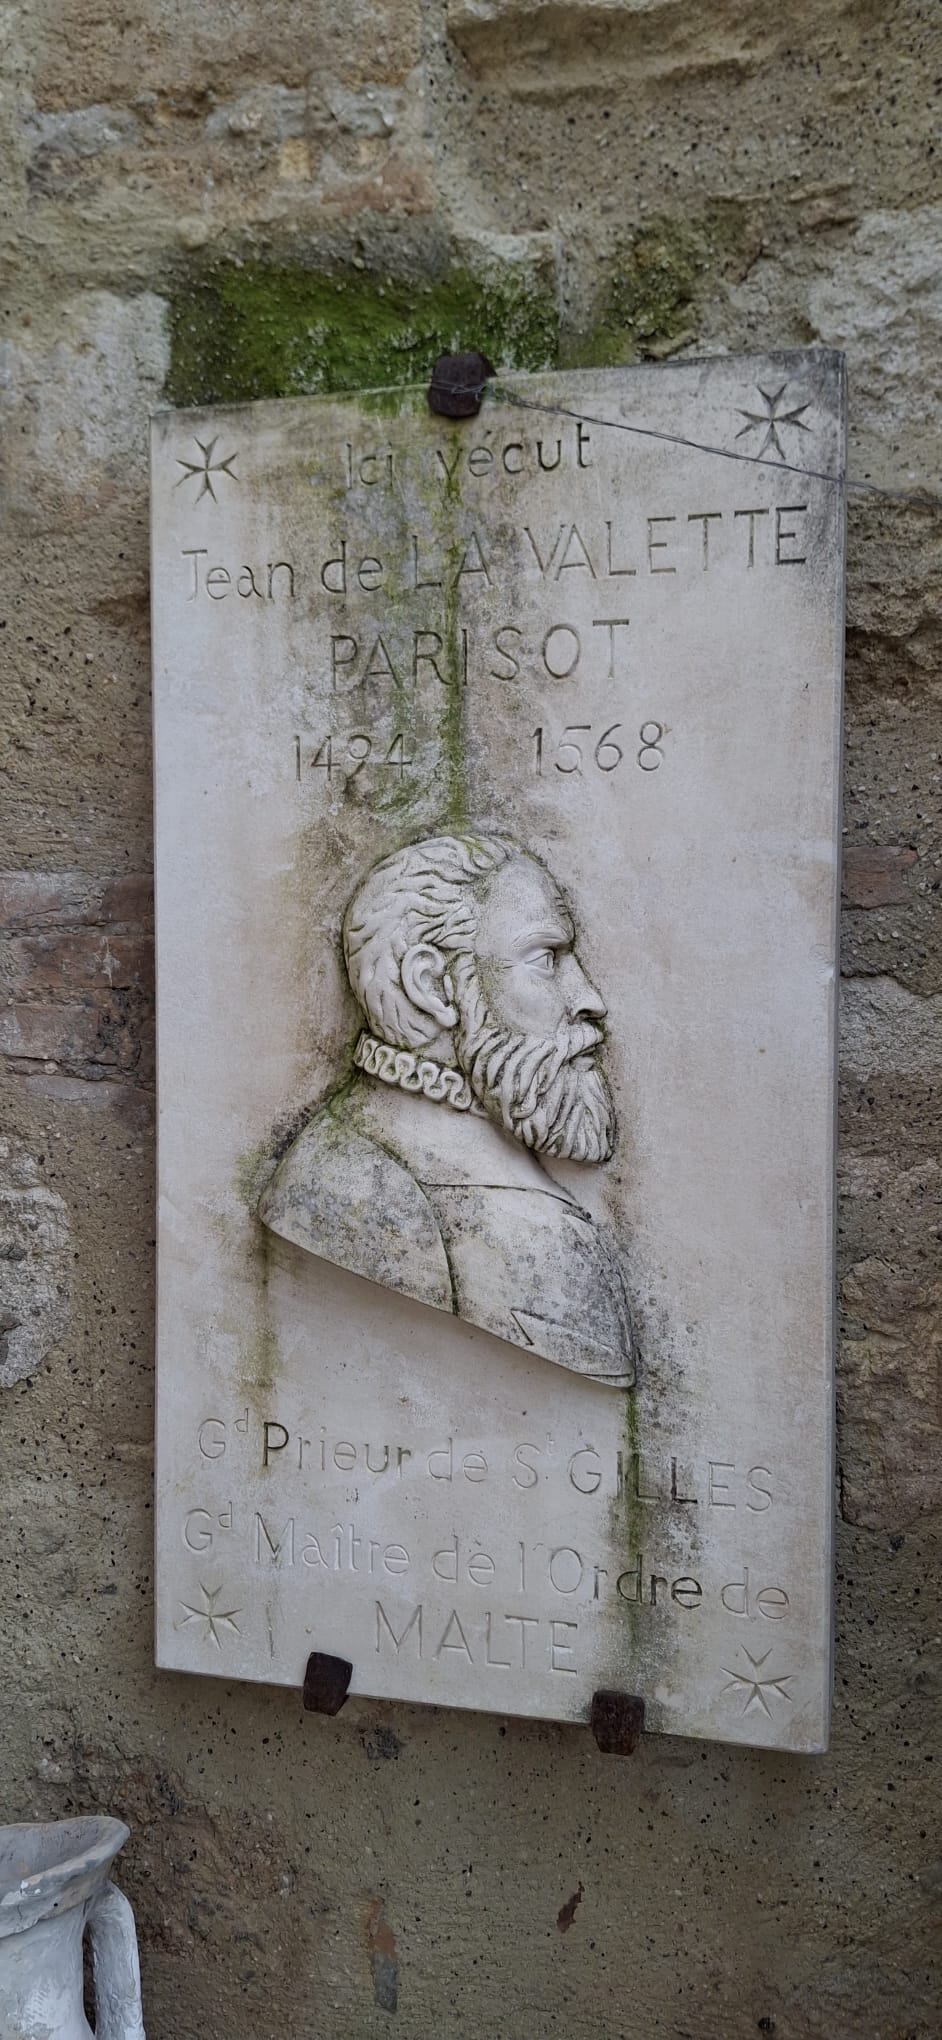 Ici vécut
Jean de LA VALETTE
PARISOT
1494 1568
Gd Prieur de St GILLES
Gd Maître de l'Ordre de
MALTE